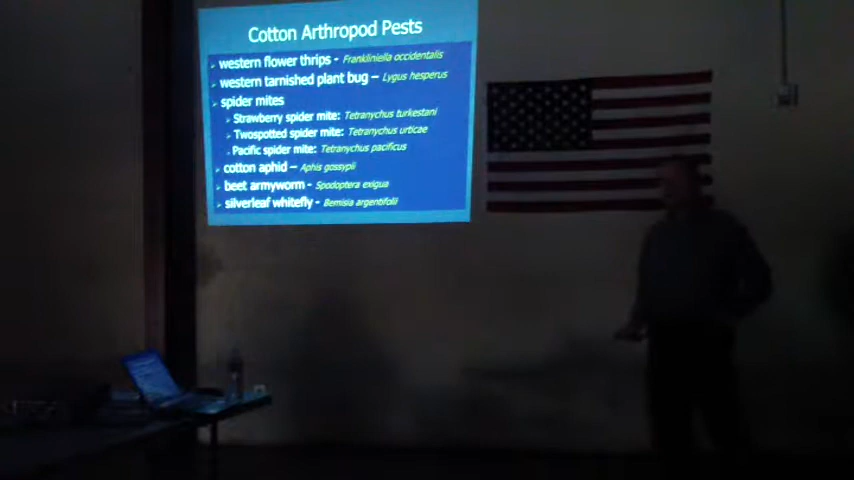 Cotton Arthropod Pests
western flower thrips - Frankliniella occidentalis
western tarnished plant bug – Lygus hesperus
spider mites
Strawberry spider mite: Tetranychus turkestani
Twospotted spider mite: Tetranychus urticae
Pacific spider mite: Tetranychus pacificus
cotton aphid – Aphis gossypii
beet armyworm - Spodoptera exigua
silverleaf whitefly - Bemisia argentifolii